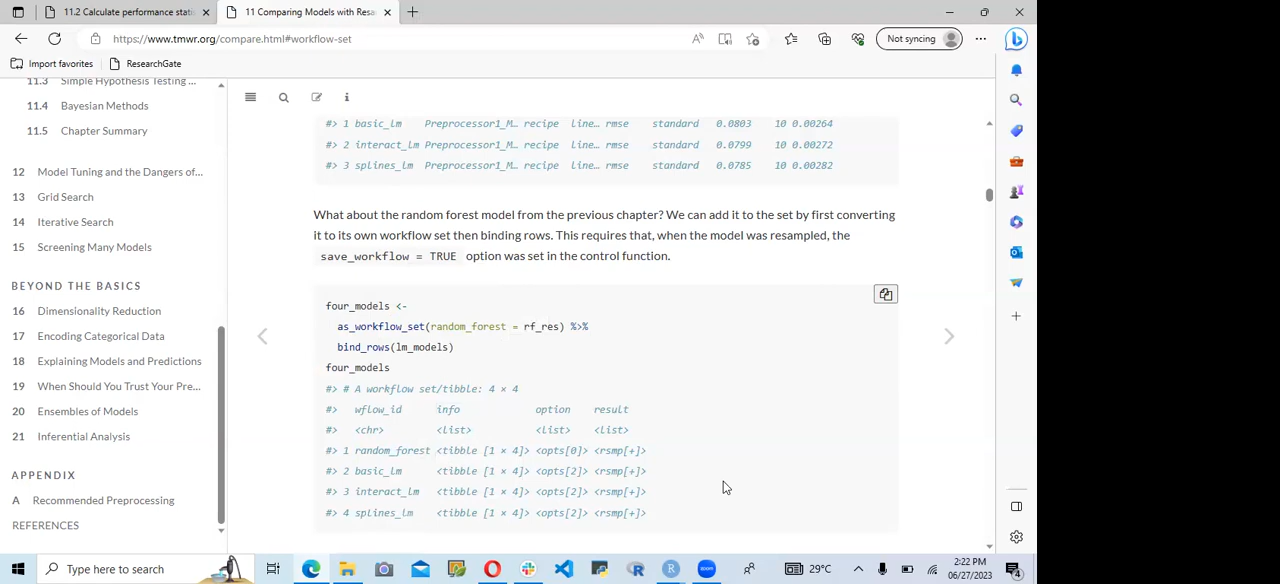 11.2 Calculate performance stati
11 Comparing Models with Resa
https://www.tmwr.org/compare.html#workflow-set
Not syncing
Import favorites
ResearchGate
11.3 Simple Hypothesis Testing ...
11.4 Bayesian Methods
11.5 Chapter Summary
12 Model Tuning and the Dangers of...
13 Grid Search
14 Iterative Search
15 Screening Many Models
BEYOND THE BASICS
16 Dimensionality Reduction
17 Encoding Categorical Data
18 Explaining Models and Predictions
19 When Should You Trust Your Pre...
20 Ensembles of Models
21 Inferential Analysis
APPENDIX
A Recommended Preprocessing
REFERENCES
#> 1 basic_lm Preprocessor1_M… recipe line… rmse standard 0.0803 10 0.00264
#> 2 interact_lm Preprocessor1_M… recipe line… rmse standard 0.0799 10 0.00272
#> 3 splines_lm Preprocessor1_M… recipe line… rmse standard 0.0785 10 0.00282
What about the random forest model from the previous chapter? We can add it to the set by first converting
it to its own workflow set then binding rows. This requires that, when the model was resampled, the
save_workflow = TRUE option was set in the control function.
four_models <-
as_workflow_set(random_forest = rf_res) %>%
bind_rows(lm_models)
four_models
#> # A workflow set/tibble: 4 × 4
#> wflow_id info option result
#> <chr> <list> <list> <list>
#> 1 random_forest <tibble [1 × 4]> <opts[0]> <rsmp[+]>
#> 2 basic_lm <tibble [1 × 4]> <opts[2]> <rsmp[+]>
#> 3 interact_lm <tibble [1 × 4]> <opts[2]> <rsmp[+]>
#> 4 splines_lm <tibble [1 × 4]> <opts[2]> <rsmp[+]>
Type here to search
29°C
2:22 PM
06/27/2023